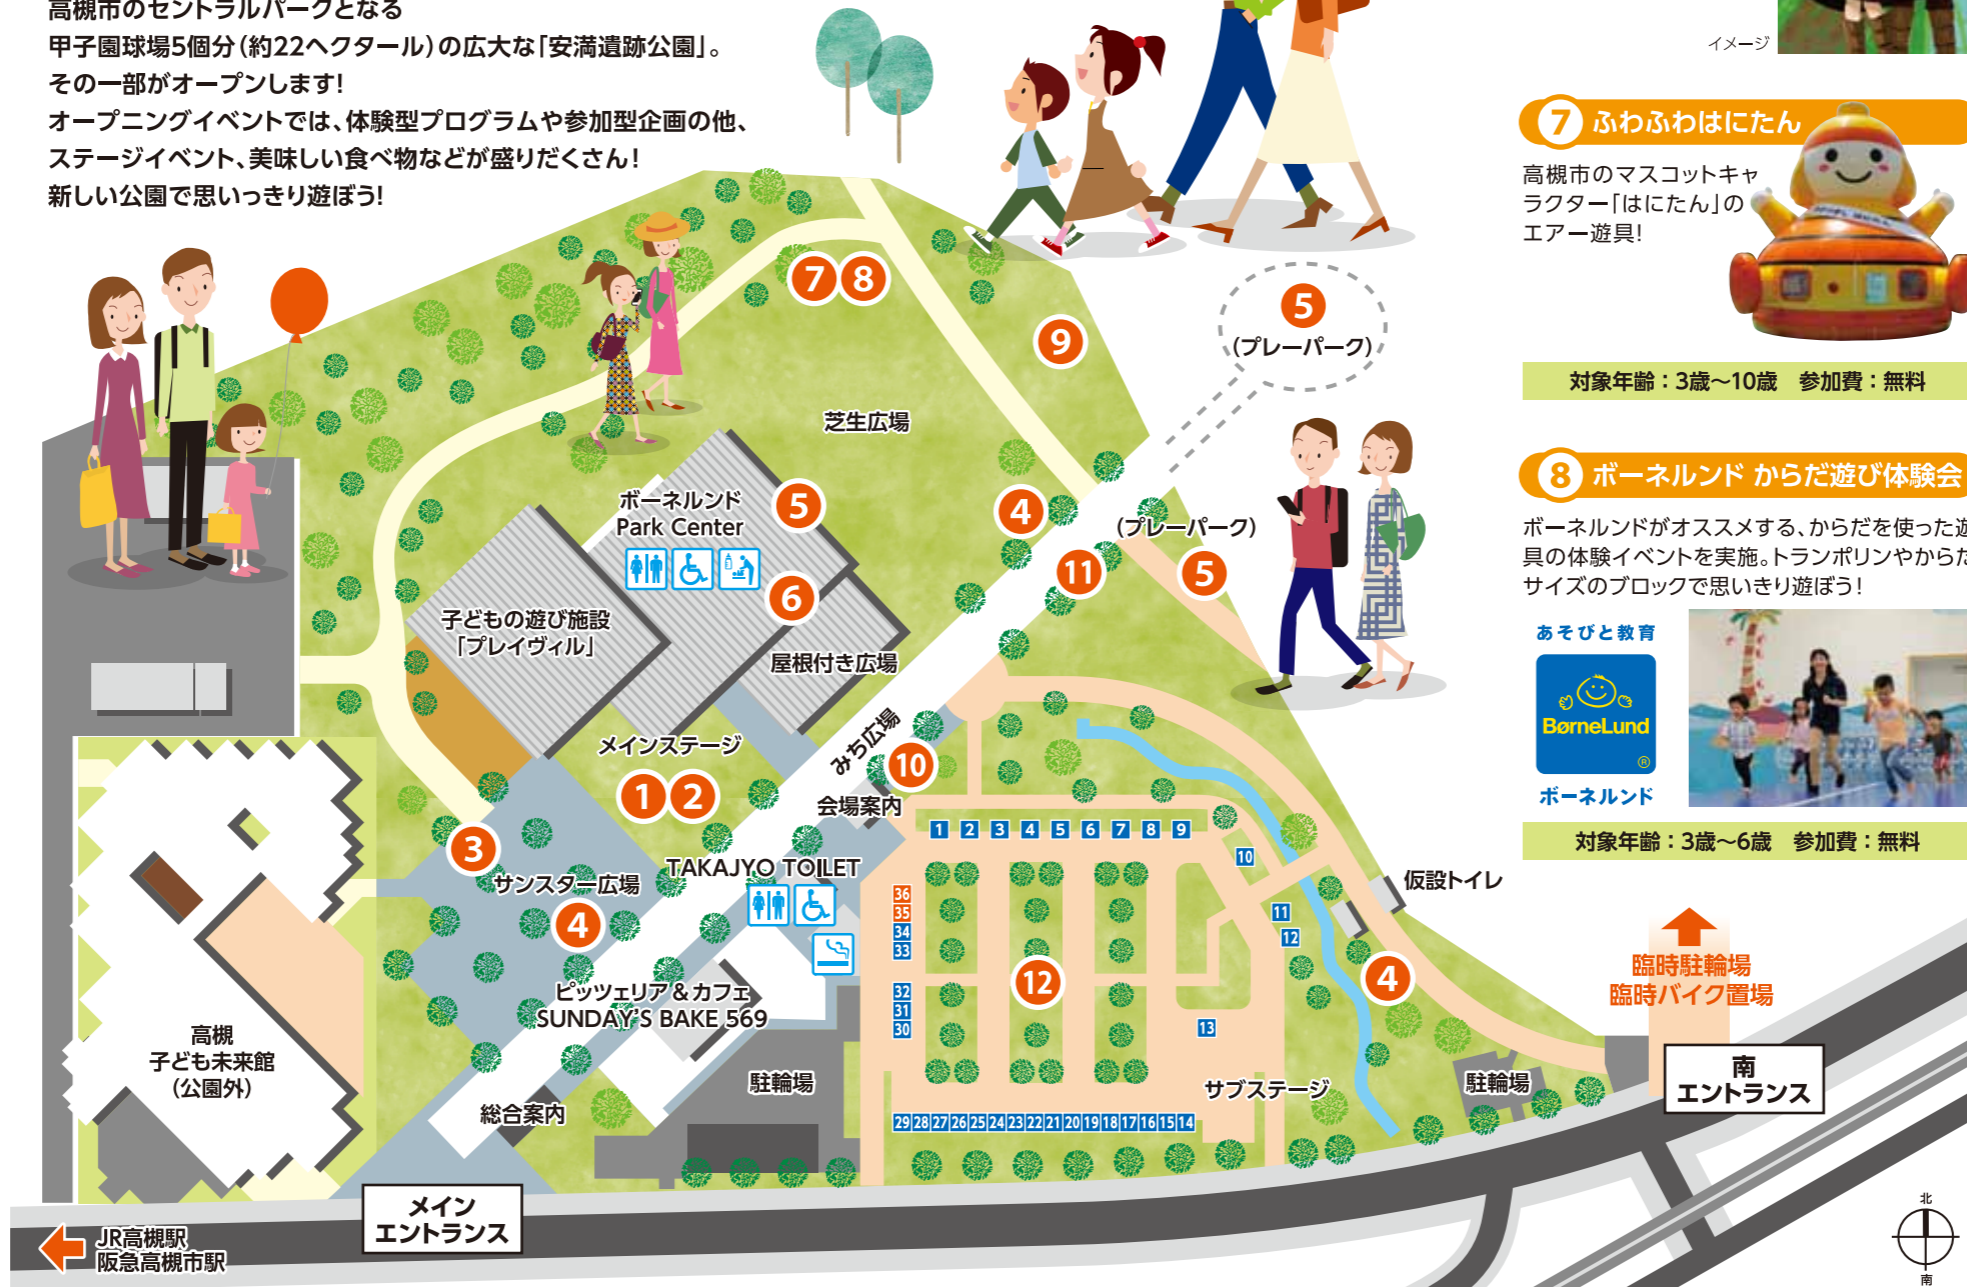 高槻市のセントラルパークとなる
甲子園球場5個分（約22ヘクタール）の広大な「安満遺跡公園」。
その一部がオープンします！
オープニングイベントでは、体験型プログラムや参加型企画の他、
ステージイベント、美味しい食べ物などが盛りだくさん！
新しい公園で思いっきり遊ぼう！
イメージ
7 ふわふわはにたん
高槻市のマスコットキャ
ラクター「はにたん」の
エアー遊具！
対象年齢：3歳～10歳　参加費：無料
8 ボーネルンド からだ遊び体験会
ボーネルンドがオススメする、からだを使った遊
具の体験イベントを実施。トランポリンやからだ
サイズのブロックで思いきり遊ぼう！
あそびと教育
BørneLund
®
ボーネルンド
対象年齢：3歳～6歳　参加費：無料
7 8
9
5
（プレーパーク）
芝生広場
ボーネルンド
Park Center
5
4
（プレーパーク）
11
5
6
子どもの遊び施設
「プレイヴィル」
屋根付き広場
みち広場
メインステージ
10
1 2
会場案内
3
TAKAJYO TOILET
サンスター広場
4
ピッツェリア＆カフェ
SUNDAY'S BAKE 569
高槻
子ども未来館
（公園外）
総合案内
駐輪場
1 2 3 4 5 6 7 8 9
10
11
12
13
36
35
34
33
32
31
30
12
4
仮設トイレ
サブステージ
29 28 27 26 25 24 23 22 21 20 19 18 17 16 15 14
駐輪場
臨時駐輪場
臨時バイク置場
南
エントランス
メイン
エントランス
JR高槻駅
阪急高槻市駅
北
南